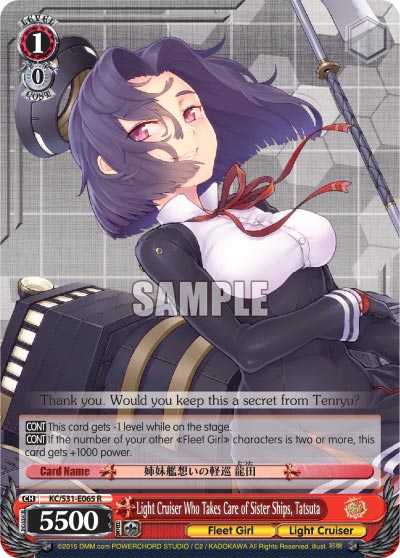 LEVEL
1
0
COST
SAMPLE
Thank you. Would you keep this a secret from Tenryu?
CONT This card gets -1 level while on the stage.
CONT If the number of your other «Fleet Girl» characters is two or more, this
card gets +1000 power.
Card Name 姉妹艦想いの軽巡 龍田
CH KC/S31-E065 R
Light Cruiser Who Takes Care of Sister Ships, Tatsuta
5500
Fleet Girl Light Cruiser
©2016 DMM.com POWERCHORD STUDIO / C2 / KADOKAWA All Rights Reserved.